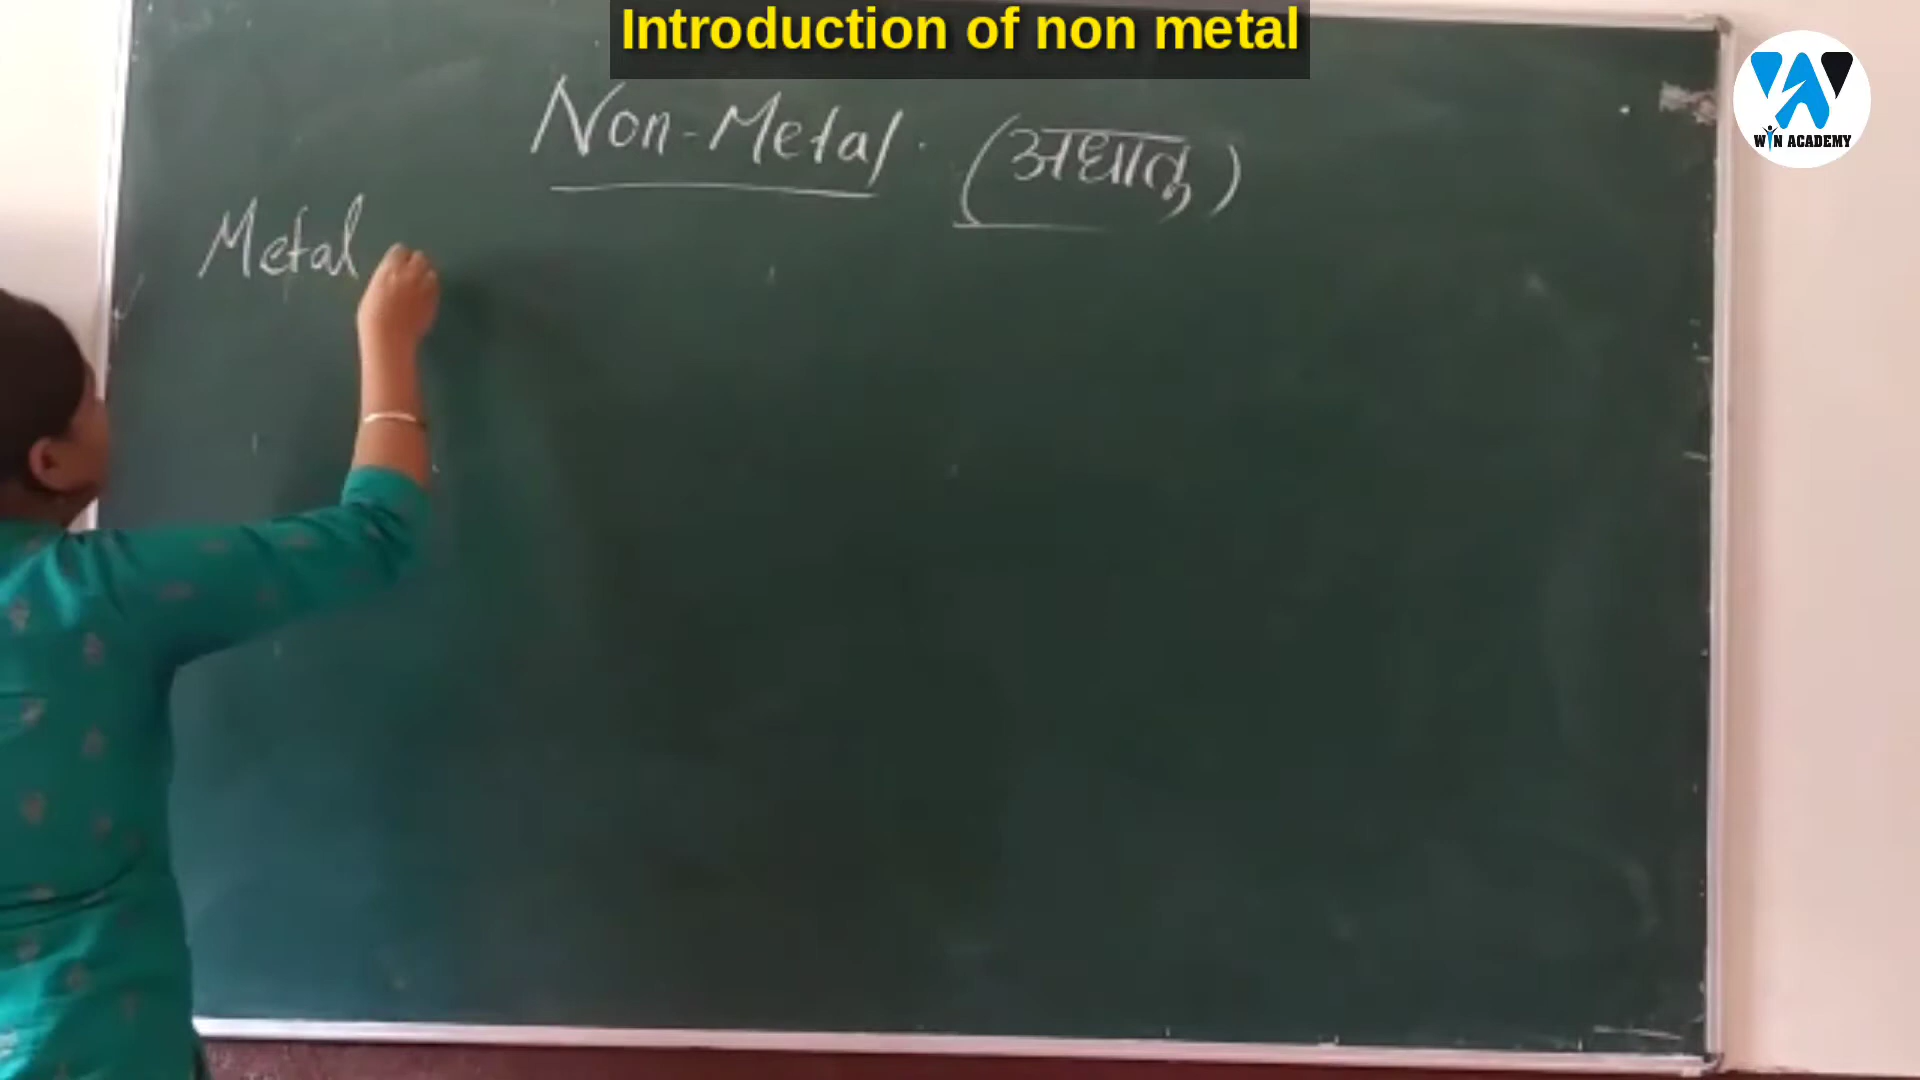 Introduction of non metal
Non-Metal. (अधातु)
Metal
WIN ACADEMY